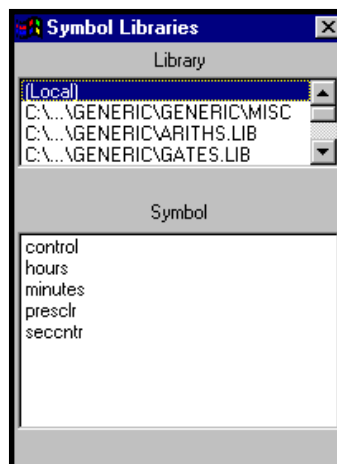 Symbol Libraries
Library
(Local)
C:\...\GENERIC\GENERIC\MISC
C:\...\GENERIC\ARITHS.LIB
C:\...\GENERIC\GATES.LIB
Symbol
control
hours
minutes
presclr
seccntr